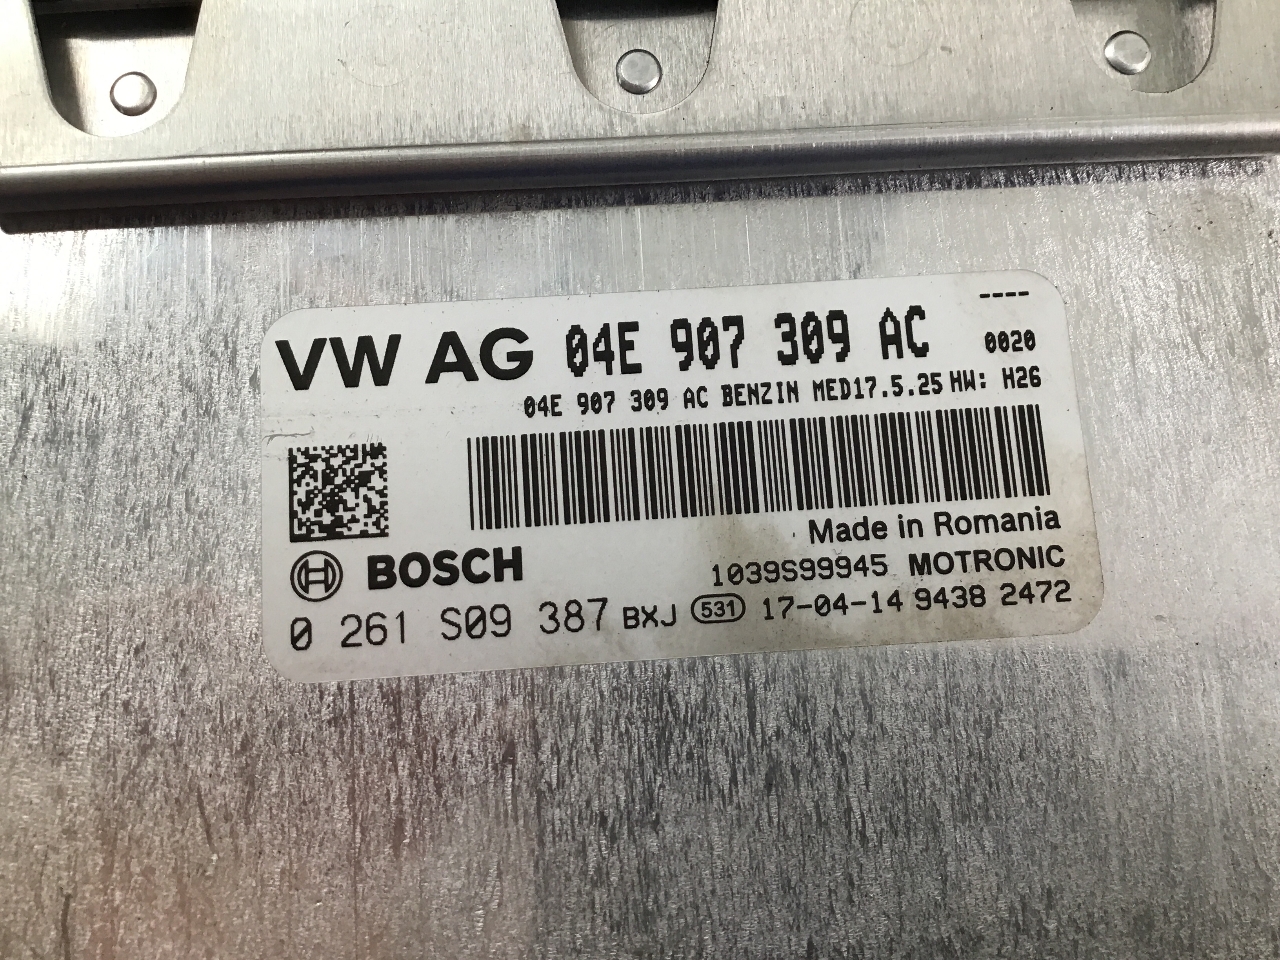 ----
VW AG 04E 907 309 AC 0020
04E 907 309 AC BENZIN MED17.5.25 HW: H26
Made in Romania
BOSCH 1039S99945 MOTRONIC
0 261 S09 387 BXJ 531 17-04-14 9438 2472